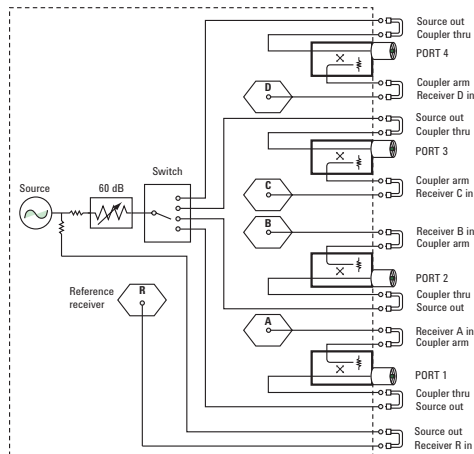 Source out
Coupler thru
PORT 4
Coupler arm
Receiver D in
D
Source out
Coupler thru
PORT 3
Coupler arm
Receiver C in
C
Switch
Source
60 dB
B
Receiver B in
Coupler arm
PORT 2
Coupler thru
Source out
Reference
receiver
R
A
Receiver A in
Coupler arm
PORT 1
Coupler thru
Source out
Source out
Receiver R in